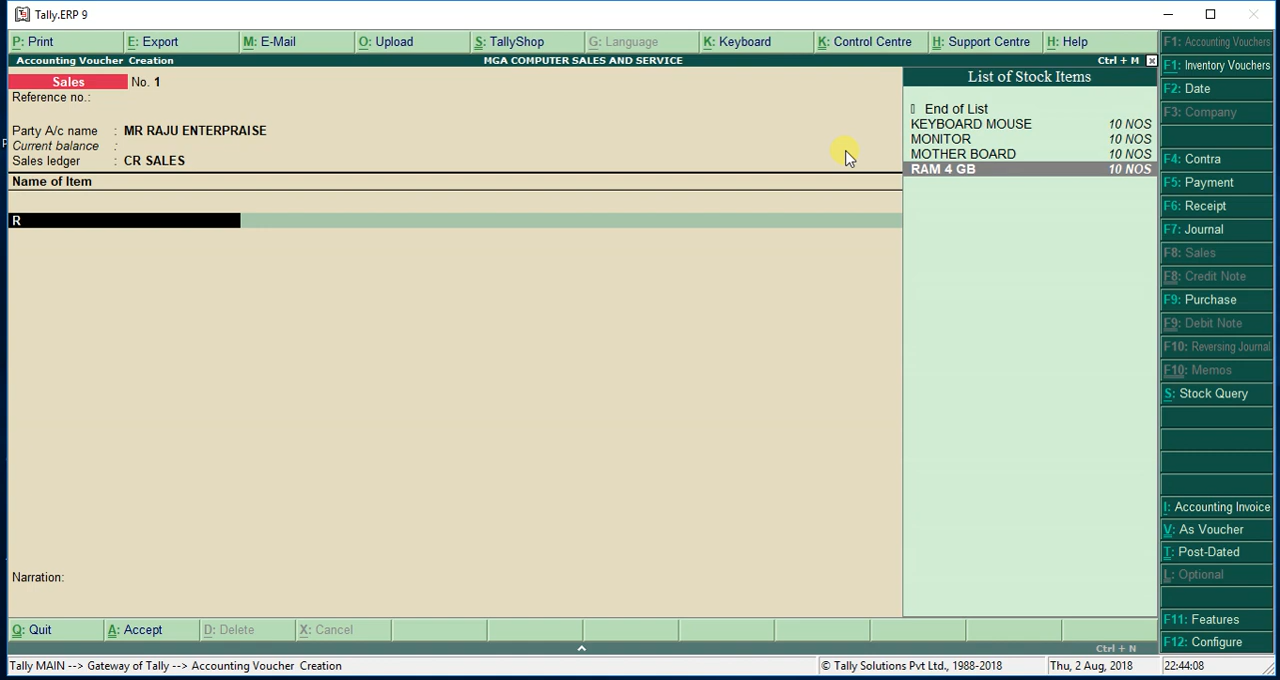 Tally.ERP 9
P: Print E: Export M: E-Mail O: Upload S: TallyShop G: Language K: Keyboard K: Control Centre H: Support Centre H: Help
Accounting Voucher Creation MGA COMPUTER SALES AND SERVICE Ctrl + M
Sales No. 1
Reference no.:
Party A/c name : MR RAJU ENTERPRAISE
Current balance :
Sales ledger : CR SALES
Name of Item
R
Narration:
List of Stock Items
End of List
KEYBOARD MOUSE 10 NOS
MONITOR 10 NOS
MOTHER BOARD 10 NOS
RAM 4 GB 10 NOS
F1: Accounting Vouchers
F1: Inventory Vouchers
F2: Date
F3: Company
F4: Contra
F5: Payment
F6: Receipt
F7: Journal
F8: Sales
F8: Credit Note
F9: Purchase
F9: Debit Note
F10: Reversing Journal
F10: Memos
S: Stock Query
I: Accounting Invoice
V: As Voucher
T: Post-Dated
L: Optional
F11: Features
F12: Configure
Q: Quit A: Accept D: Delete X: Cancel
Ctrl + N
Tally MAIN --> Gateway of Tally --> Accounting Voucher Creation © Tally Solutions Pvt Ltd., 1988-2018 Thu, 2 Aug, 2018 22:44:08